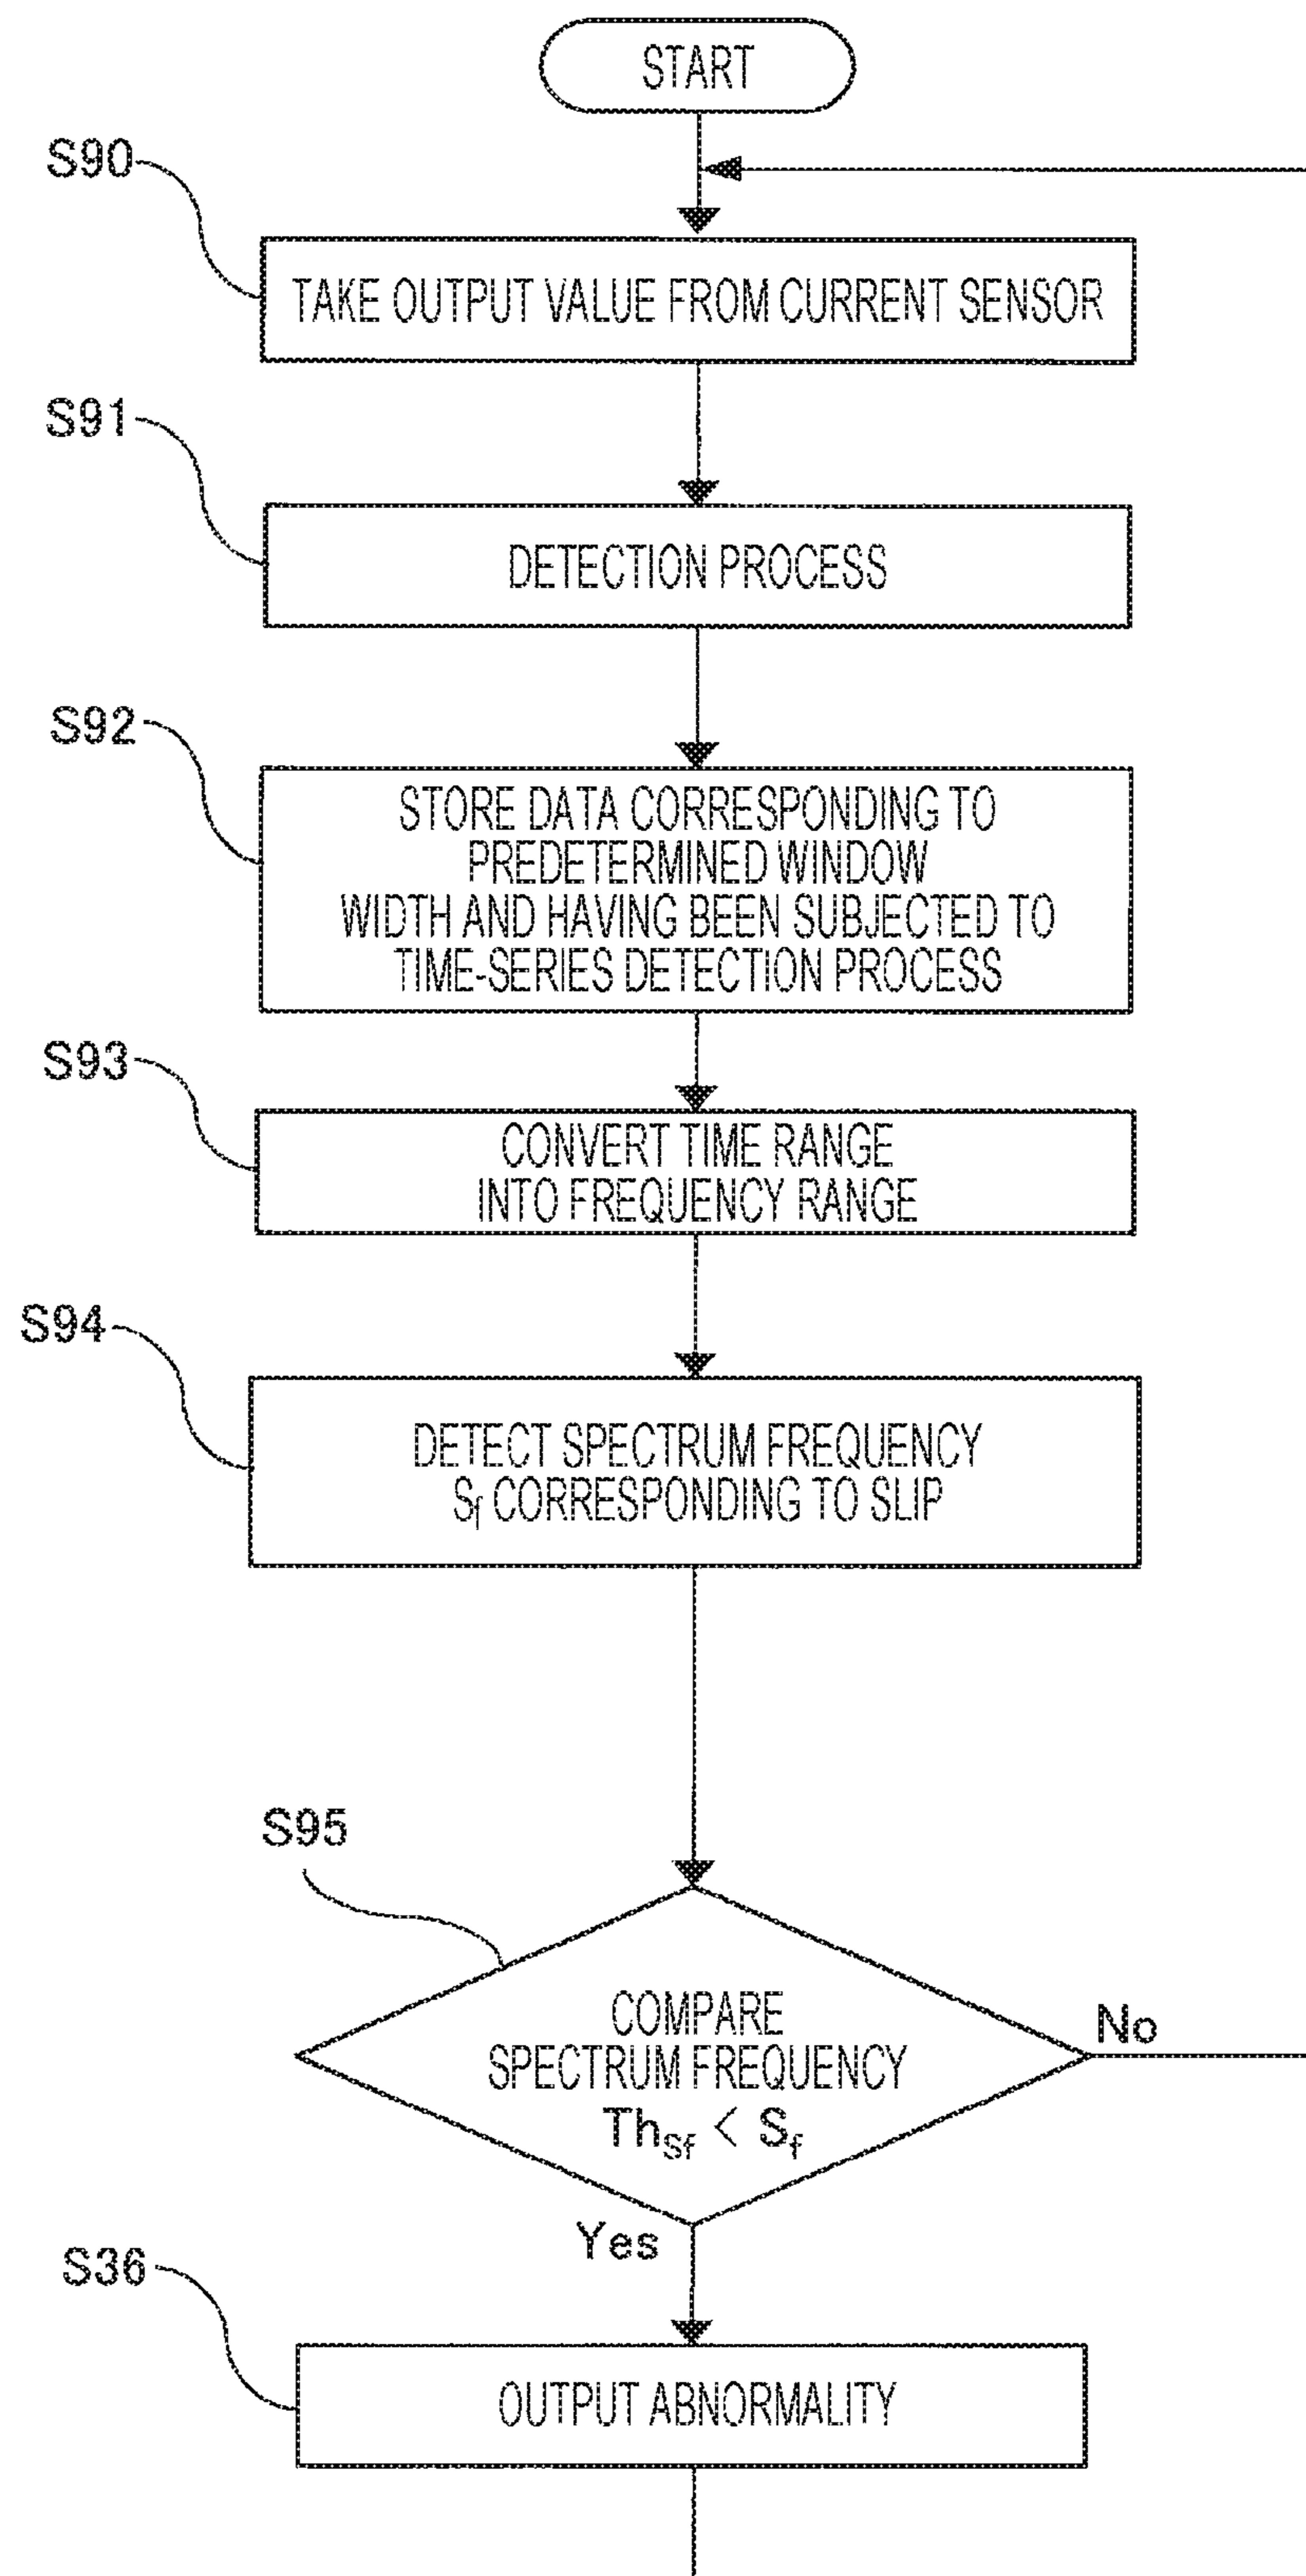 START
S90
TAKE OUTPUT VALUE FROM CURRENT SENSOR
S91
DETECTION PROCESS
S92
STORE DATA CORRESPONDING TO
PREDETERMINED WINDOW
WIDTH AND HAVING BEEN SUBJECTED TO
TIME-SERIES DETECTION PROCESS
S93
CONVERT TIME RANGE
INTO FREQUENCY RANGE
S94
DETECT SPECTRUM FREQUENCY
Sf CORRESPONDING TO SLIP
S95
COMPARE
SPECTRUM FREQUENCY
ThSf < Sf
No
Yes
S36
OUTPUT ABNORMALITY